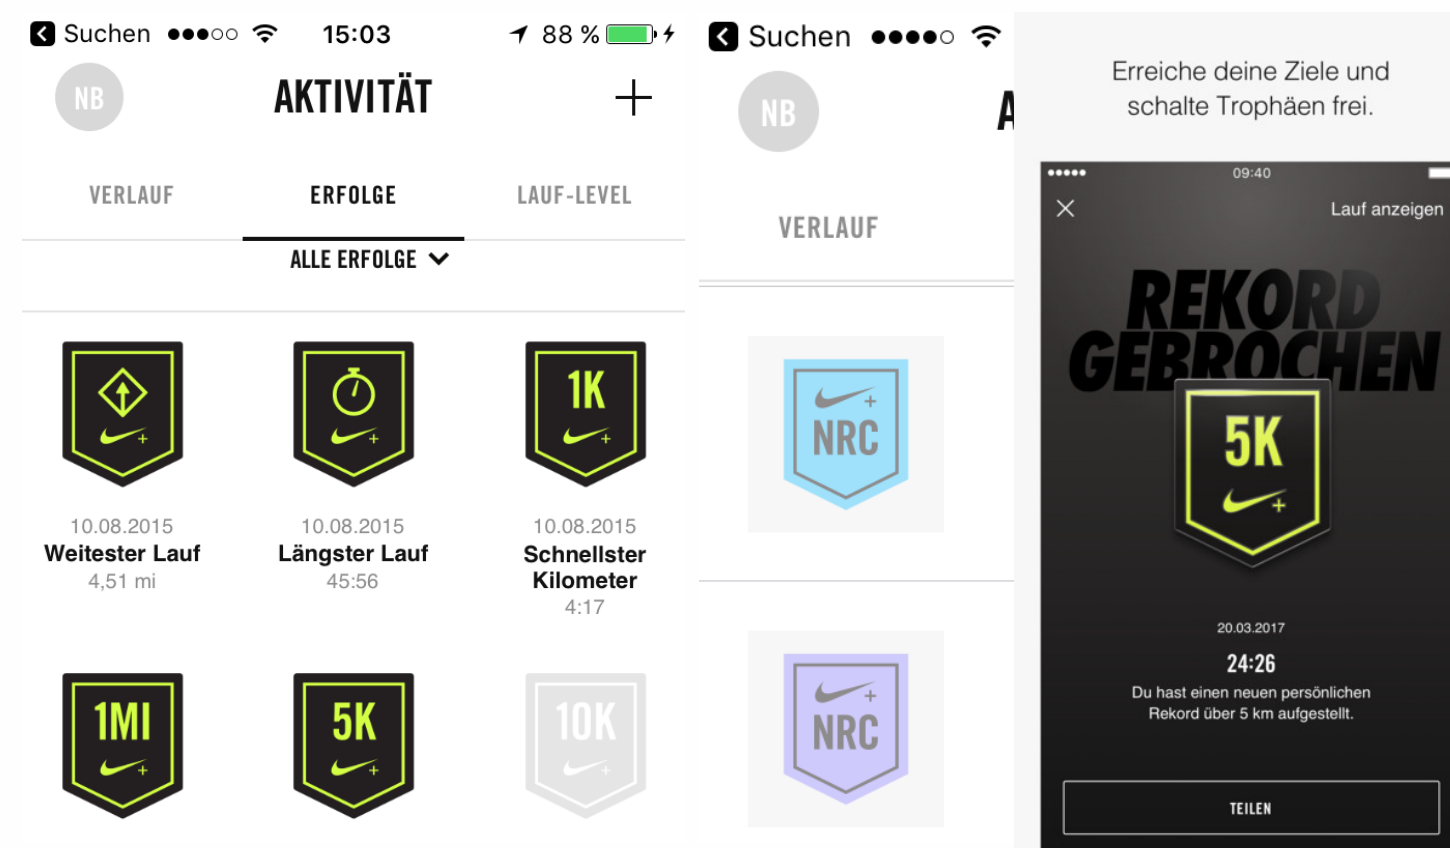 Suchen 15:03 88 %
NB
AKTIVITÄT
VERLAUF ERFOLGE LAUF-LEVEL
ALLE ERFOLGE
1K
10.08.2015
Weitester Lauf
4,51 mi
10.08.2015
Längster Lauf
45:56
10.08.2015
Schnellster
Kilometer
4:17
1MI
5K
10K
Suchen
NB
A
VERLAUF
NRC
NRC
Erreiche deine Ziele und
schalte Trophäen frei.
09:40
Lauf anzeigen
REKORD
GEBROCHEN
5K
20.03.2017
24:26
Du hast einen neuen persönlichen
Rekord über 5 km aufgestellt.
TEILEN